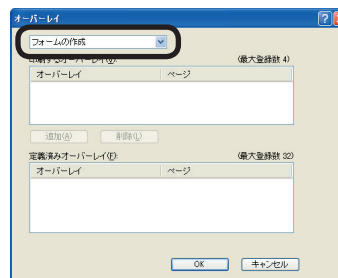 オーバーレイ
フォームの作成
印刷するオーバーレイ(V): (最大登録数 4)
オーバーレイ ページ
追加(A) 削除(L)
定義済みオーバーレイ(F): (最大登録数 32)
オーバーレイ ページ
OK キャンセル